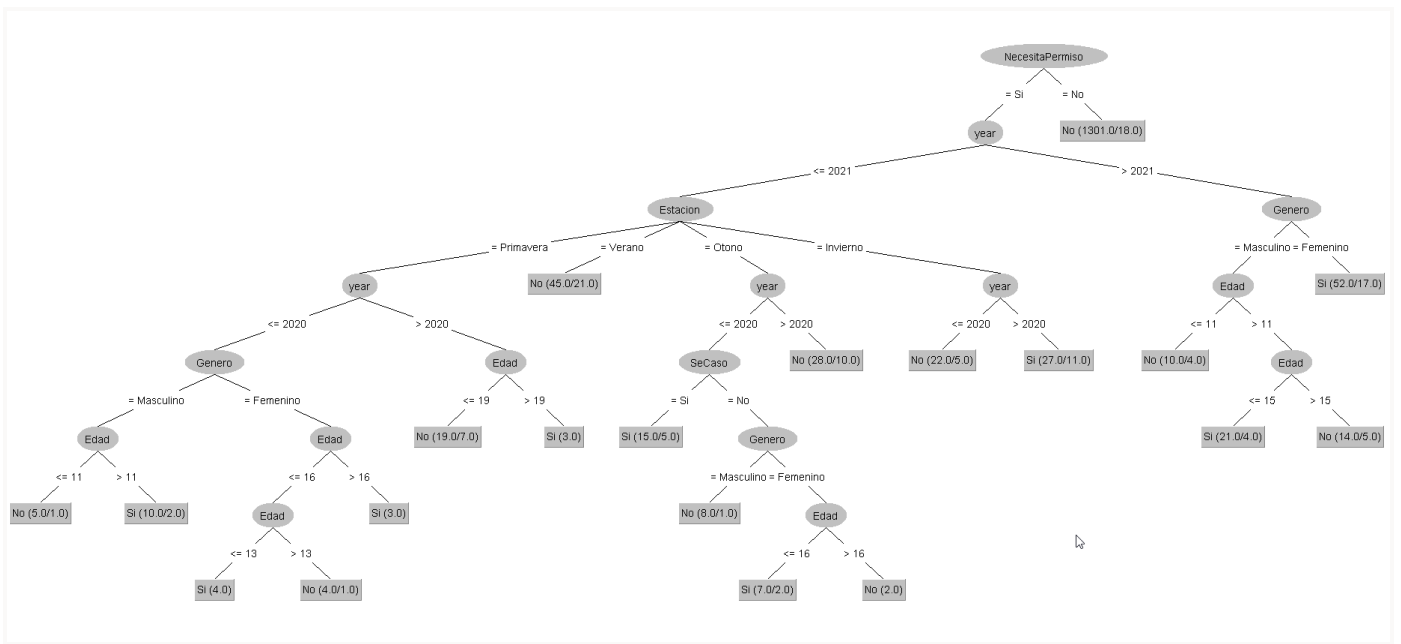 NecesitaPermiso
= Si = No
year No (1301.0/18.0)
<= 2021 > 2021
Estacion Genero
= Primavera = Verano = Otono = Invierno = Masculino = Femenino
year No (45.0/21.0) year year Edad Si (52.0/17.0)
<= 2020 > 2020 <= 2020 > 2020 <= 2020 > 2020 <= 11 > 11
Genero Edad SeCaso No (28.0/10.0) No (22.0/5.0) Si (27.0/11.0) No (10.0/4.0) Edad
= Masculino = Femenino <= 19 > 19 = Si = No <= 15 > 15
Edad Edad No (19.0/7.0) Si (3.0) Si (15.0/5.0) Genero Si (21.0/4.0) No (14.0/5.0)
<= 11 > 11 <= 16 > 16 = Masculino = Femenino
No (5.0/1.0) Si (10.0/2.0) Edad Si (3.0) No (8.0/1.0) Edad
<= 13 > 13 <= 16 > 16
Si (4.0) No (4.0/1.0) Si (7.0/2.0) No (2.0)